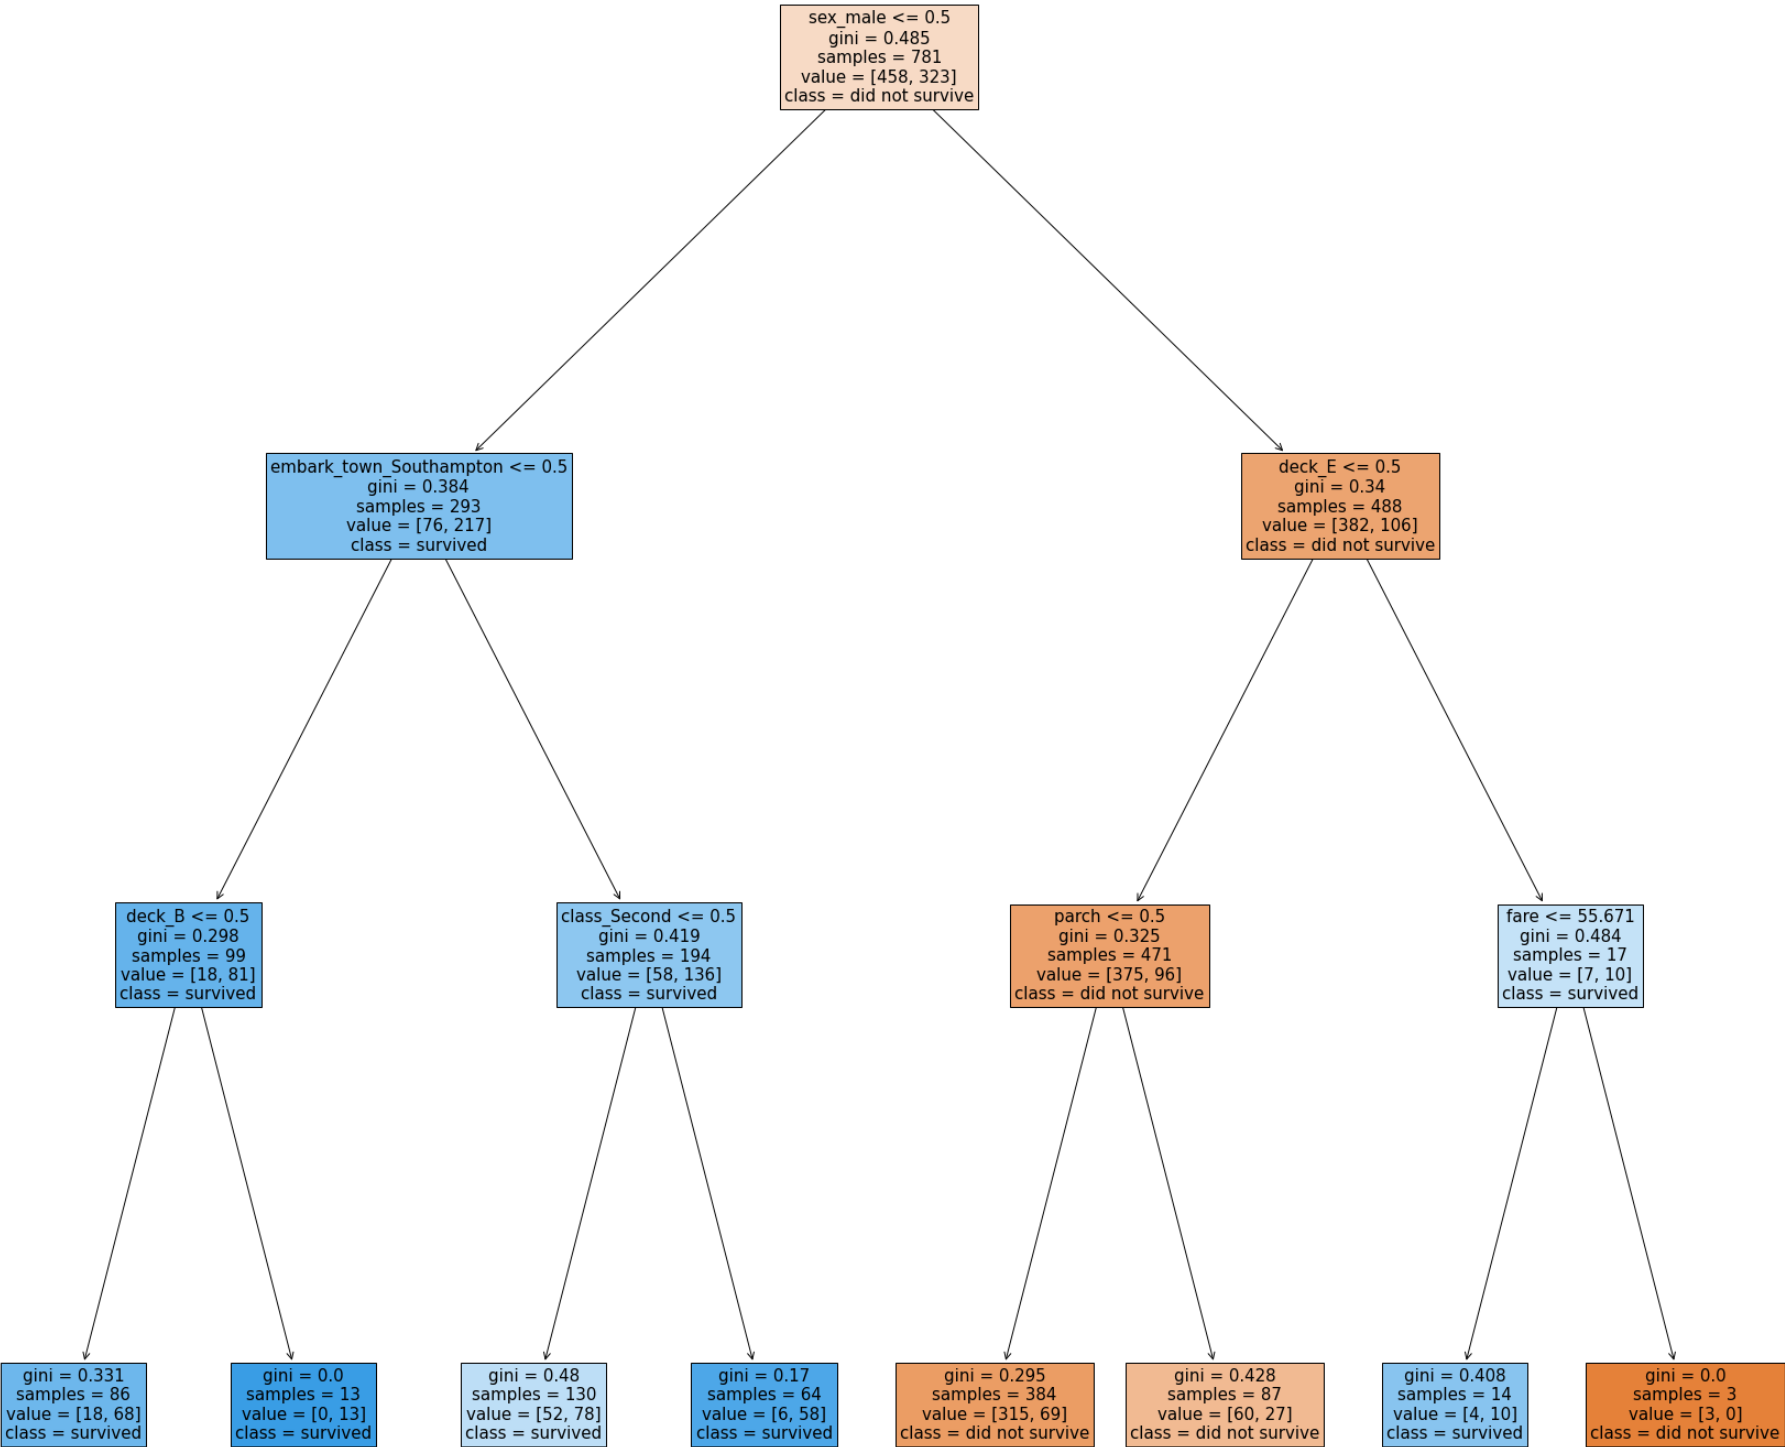 sex_male <= 0.5
gini = 0.485
samples = 781
value = [458, 323]
class = did not survive
embark_town_Southampton <= 0.5
gini = 0.384
samples = 293
value = [76, 217]
class = survived
deck_E <= 0.5
gini = 0.34
samples = 488
value = [382, 106]
class = did not survive
deck_B <= 0.5
gini = 0.298
samples = 99
value = [18, 81]
class = survived
class_Second <= 0.5
gini = 0.419
samples = 194
value = [58, 136]
class = survived
parch <= 0.5
gini = 0.325
samples = 471
value = [375, 96]
class = did not survive
fare <= 55.671
gini = 0.484
samples = 17
value = [7, 10]
class = survived
gini = 0.331
samples = 86
value = [18, 68]
class = survived
gini = 0.0
samples = 13
value = [0, 13]
class = survived
gini = 0.48
samples = 130
value = [52, 78]
class = survived
gini = 0.17
samples = 64
value = [6, 58]
class = survived
gini = 0.295
samples = 384
value = [315, 69]
class = did not survive
gini = 0.428
samples = 87
value = [60, 27]
class = did not survive
gini = 0.408
samples = 14
value = [4, 10]
class = survived
gini = 0.0
samples = 3
value = [3, 0]
class = did not survive